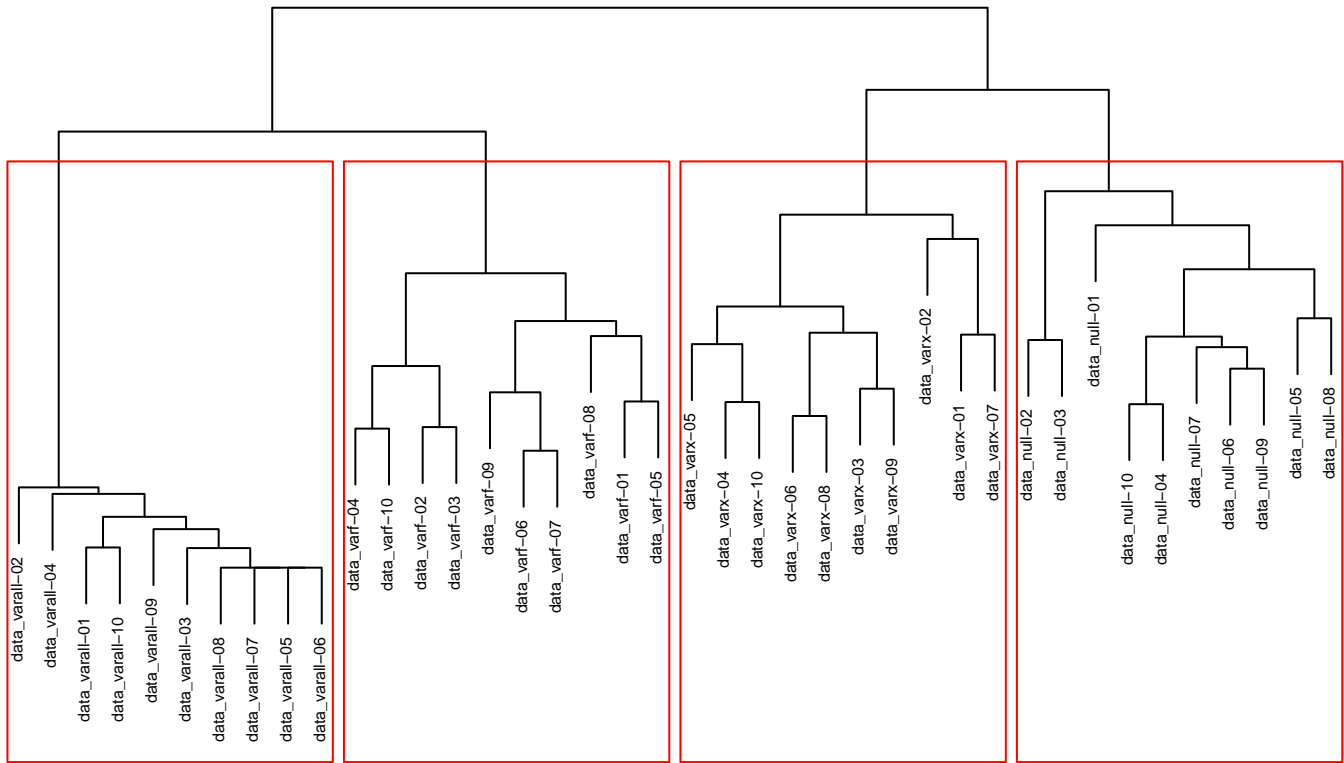 data_varall−02
data_varall−04
data_varall−01
data_varall−10
data_varall−09
data_varall−03
data_varall−08
data_varall−07
data_varall−05
data_varall−06
data_varf−04
data_varf−10
data_varf−02
data_varf−03
data_varf−09
data_varf−06
data_varf−07
data_varf−08
data_varf−01
data_varf−05
data_varx−05
data_varx−04
data_varx−10
data_varx−06
data_varx−08
data_varx−03
data_varx−09
data_varx−02
data_varx−01
data_varx−07
data_null−02
data_null−03
data_null−01
data_null−10
data_null−04
data_null−07
data_null−06
data_null−09
data_null−05
data_null−08